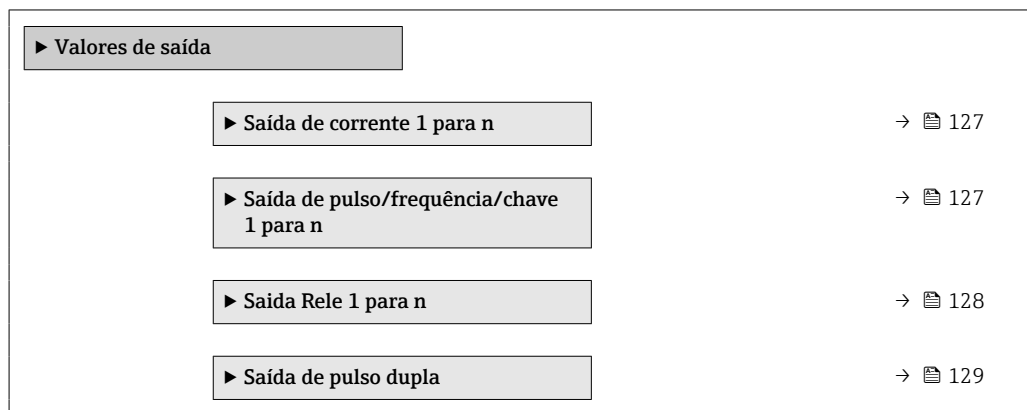 ▶ Valores de saída
▶ Saída de corrente 1 para n → 127
▶ Saída de pulso/frequência/chave
1 para n → 127
▶ Saida Rele 1 para n → 128
▶ Saída de pulso dupla → 129